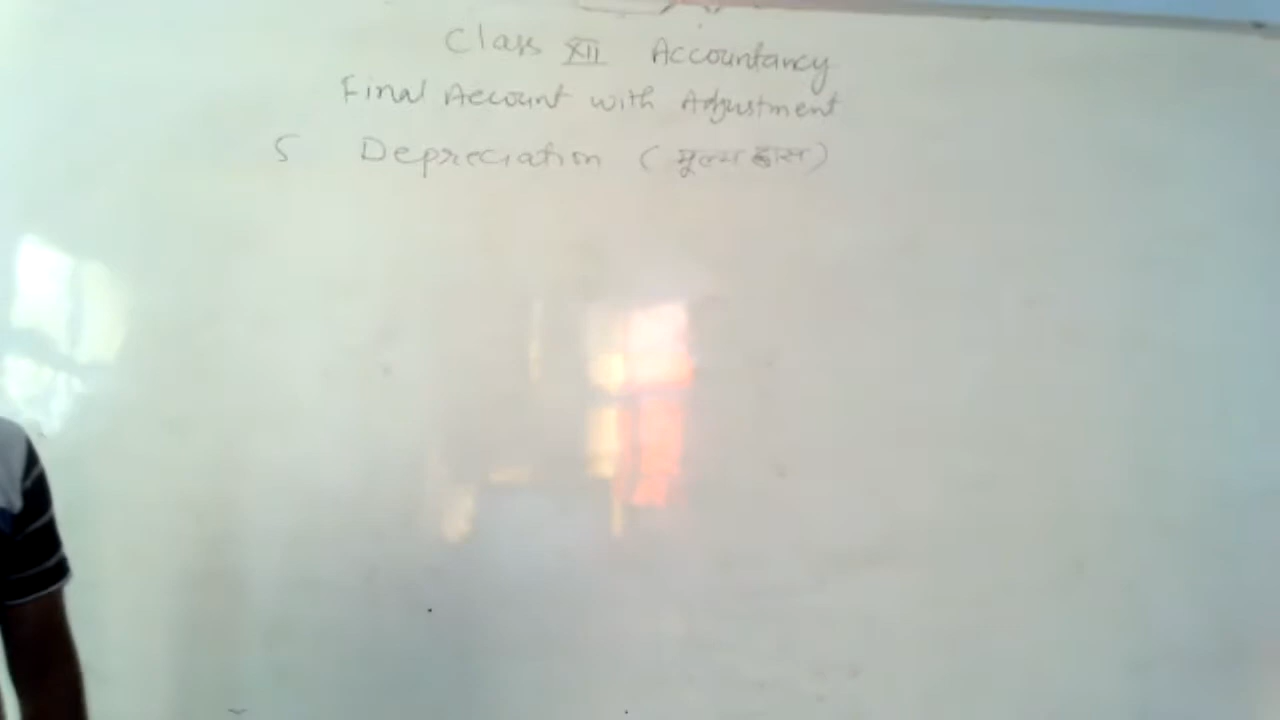 Class XII Accountancy
Final Account with Adjustment
5 Depreciation (मूल्य ह्रास)